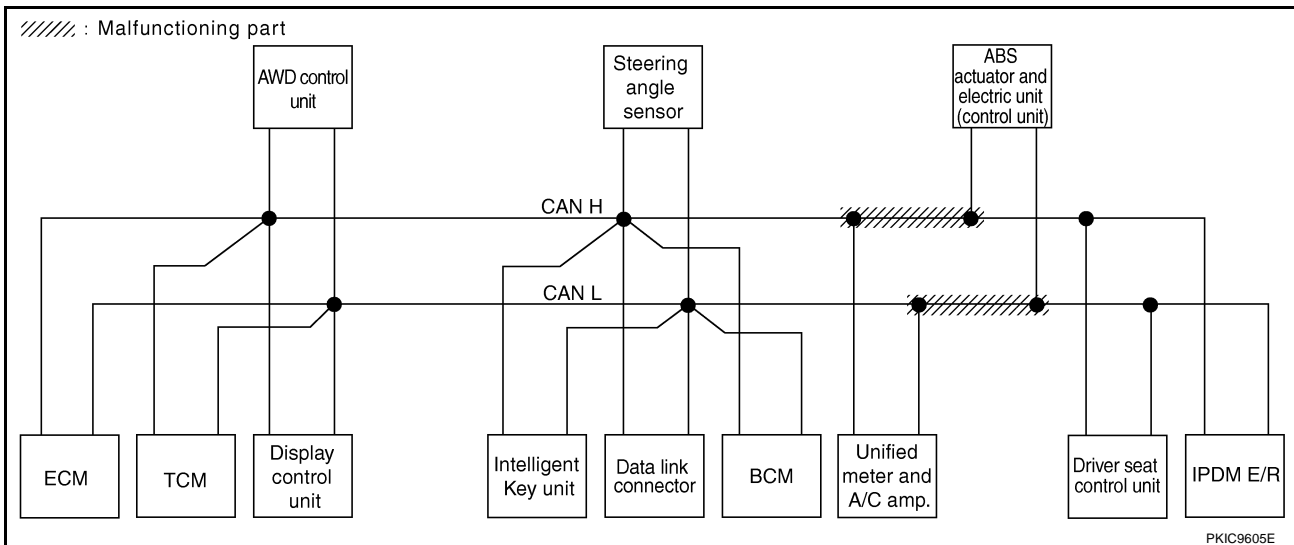 : Malfunctioning part
AWD control
unit
Steering
angle
sensor
ABS
actuator and
electric unit
(control unit)
CAN H
CAN L
ECM
TCM
Display
control
unit
Intelligent
Key unit
Data link
connector
BCM
Unified
meter and
A/C amp.
Driver seat
control unit
IPDM E/R
PKIC9605E